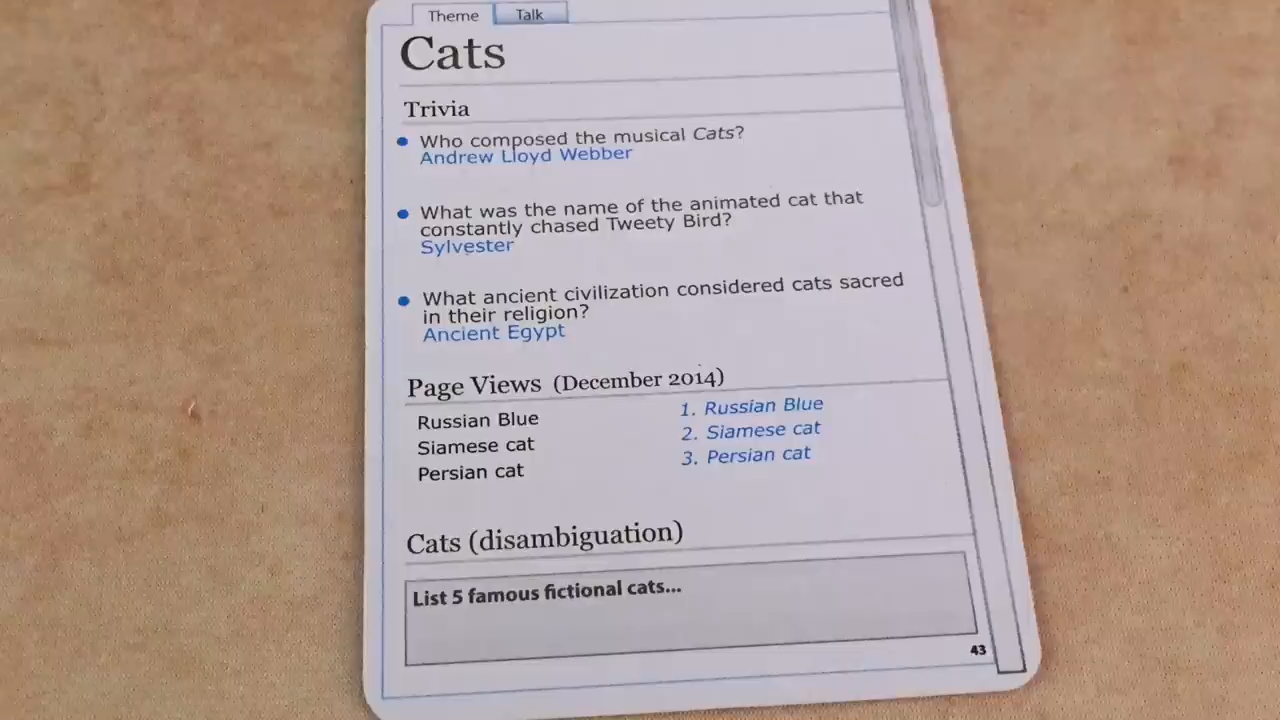 Theme Talk
Cats
Trivia
Who composed the musical Cats?
Andrew Lloyd Webber
What was the name of the animated cat that
constantly chased Tweety Bird?
Sylvester
What ancient civilization considered cats sacred
in their religion?
Ancient Egypt
Page Views (December 2014)
Russian Blue
Siamese cat
Persian cat
1. Russian Blue
2. Siamese cat
3. Persian cat
Cats (disambiguation)
List 5 famous fictional cats...
43